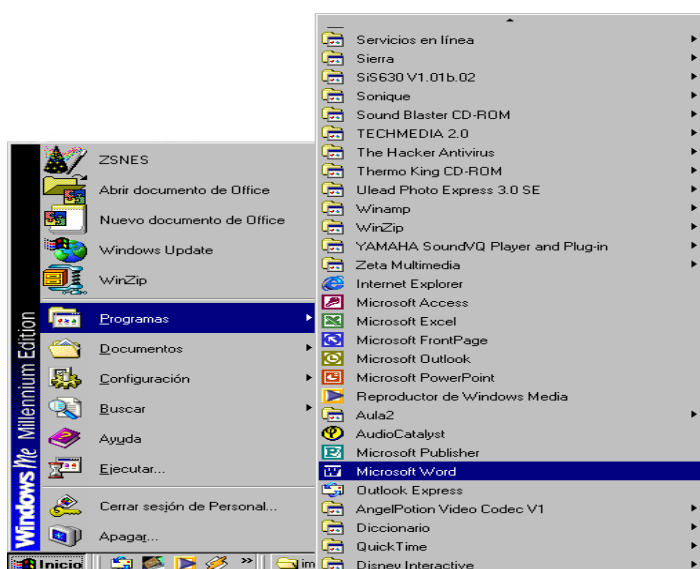 ZSNES
Abrir documento de Office
Nuevo documento de Office
Windows Update
WinZip
Programas
Documentos
Configuración
Buscar
Ayuda
Ejecutar...
Cerrar sesión de Personal...
Apagar...
Windows Me Millennium Edition
Inicio
»
im
Servicios en línea
Sierra
SiS630 V1.01b.02
Sonique
Sound Blaster CD-ROM
TECHMEDIA 2.0
The Hacker Antivirus
Thermo King CD-ROM
Ulead Photo Express 3.0 SE
Winamp
WinZip
YAMAHA SoundVQ Player and Plug-in
Zeta Multimedia
Internet Explorer
Microsoft Access
Microsoft Excel
Microsoft FrontPage
Microsoft Outlook
Microsoft PowerPoint
Reproductor de Windows Media
Aula2
AudioCatalyst
Microsoft Publisher
Microsoft Word
Outlook Express
AngelPotion Video Codec V1
Diccionario
QuickTime
Disney Interactive